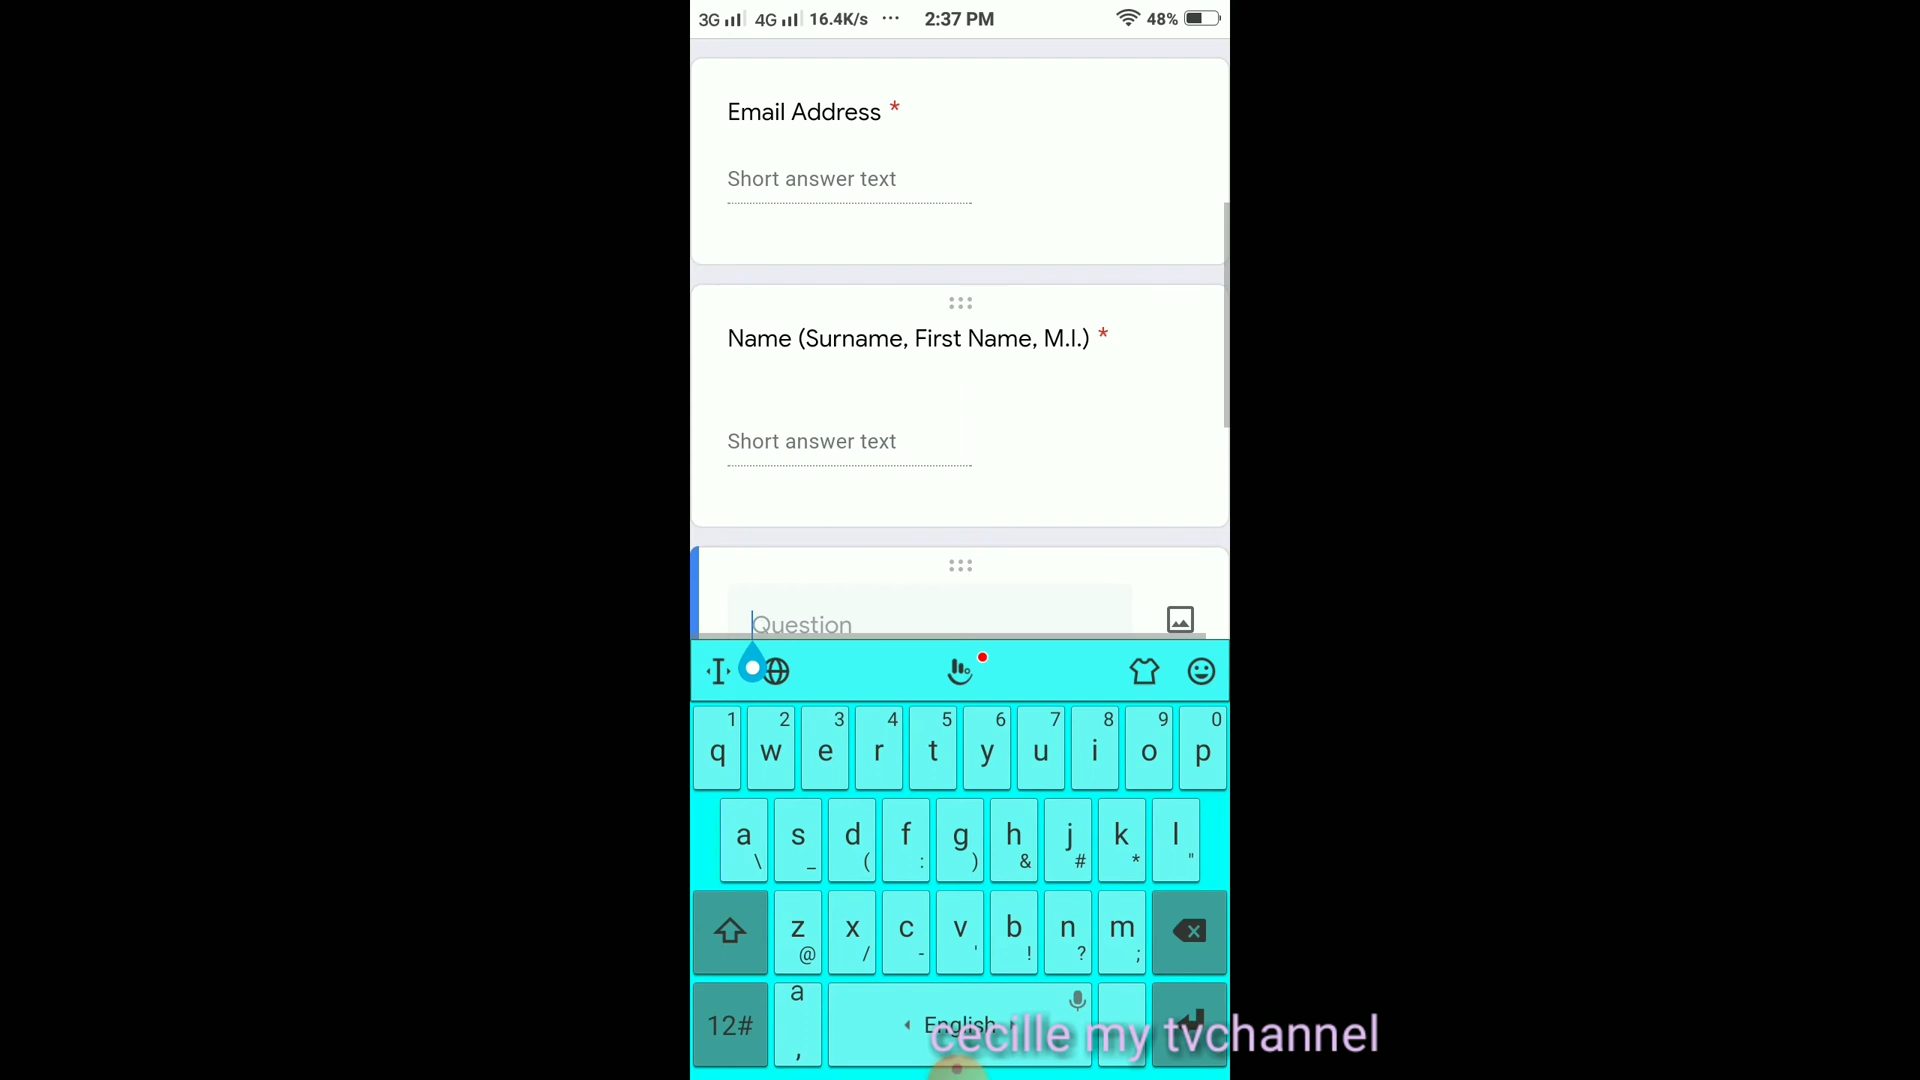 3G 4G 16.4K/s ... 2:37 PM 48%
Email Address *
Short answer text
Name (Surname, First Name, M.I.) *
Short answer text
Question
1 2 3 4 5 6 7 8 9 0
q w e r t y u i o p
a s d f g h j k l
\ _ ( : ) & # * "
z x c v b n m
@ / - ' ! ? ;
12# a , English
cecille my tvchannel